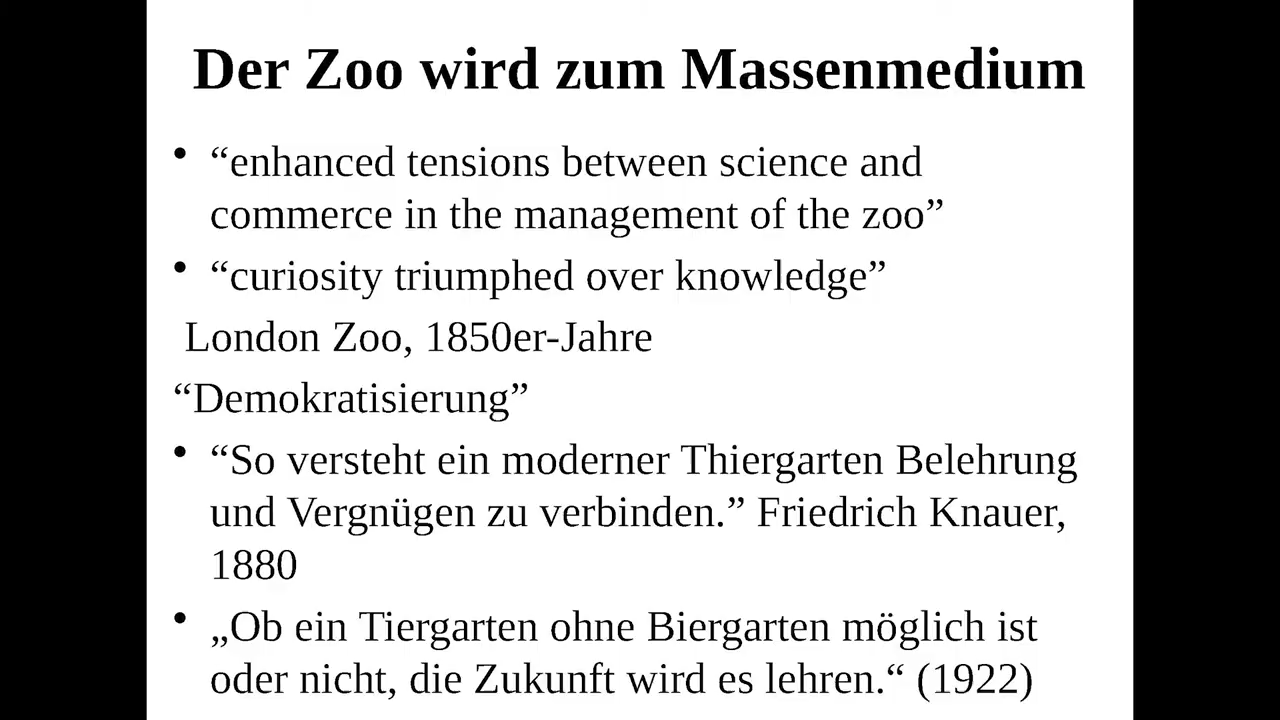 Der Zoo wird zum Massenmedium
• “enhanced tensions between science and
commerce in the management of the zoo”
• “curiosity triumphed over knowledge”
London Zoo, 1850er-Jahre
“Demokratisierung”
• “So versteht ein moderner Thiergarten Belehrung
und Vergnügen zu verbinden.” Friedrich Knauer,
1880
• „Ob ein Tiergarten ohne Biergarten möglich ist
oder nicht, die Zukunft wird es lehren.“ (1922)